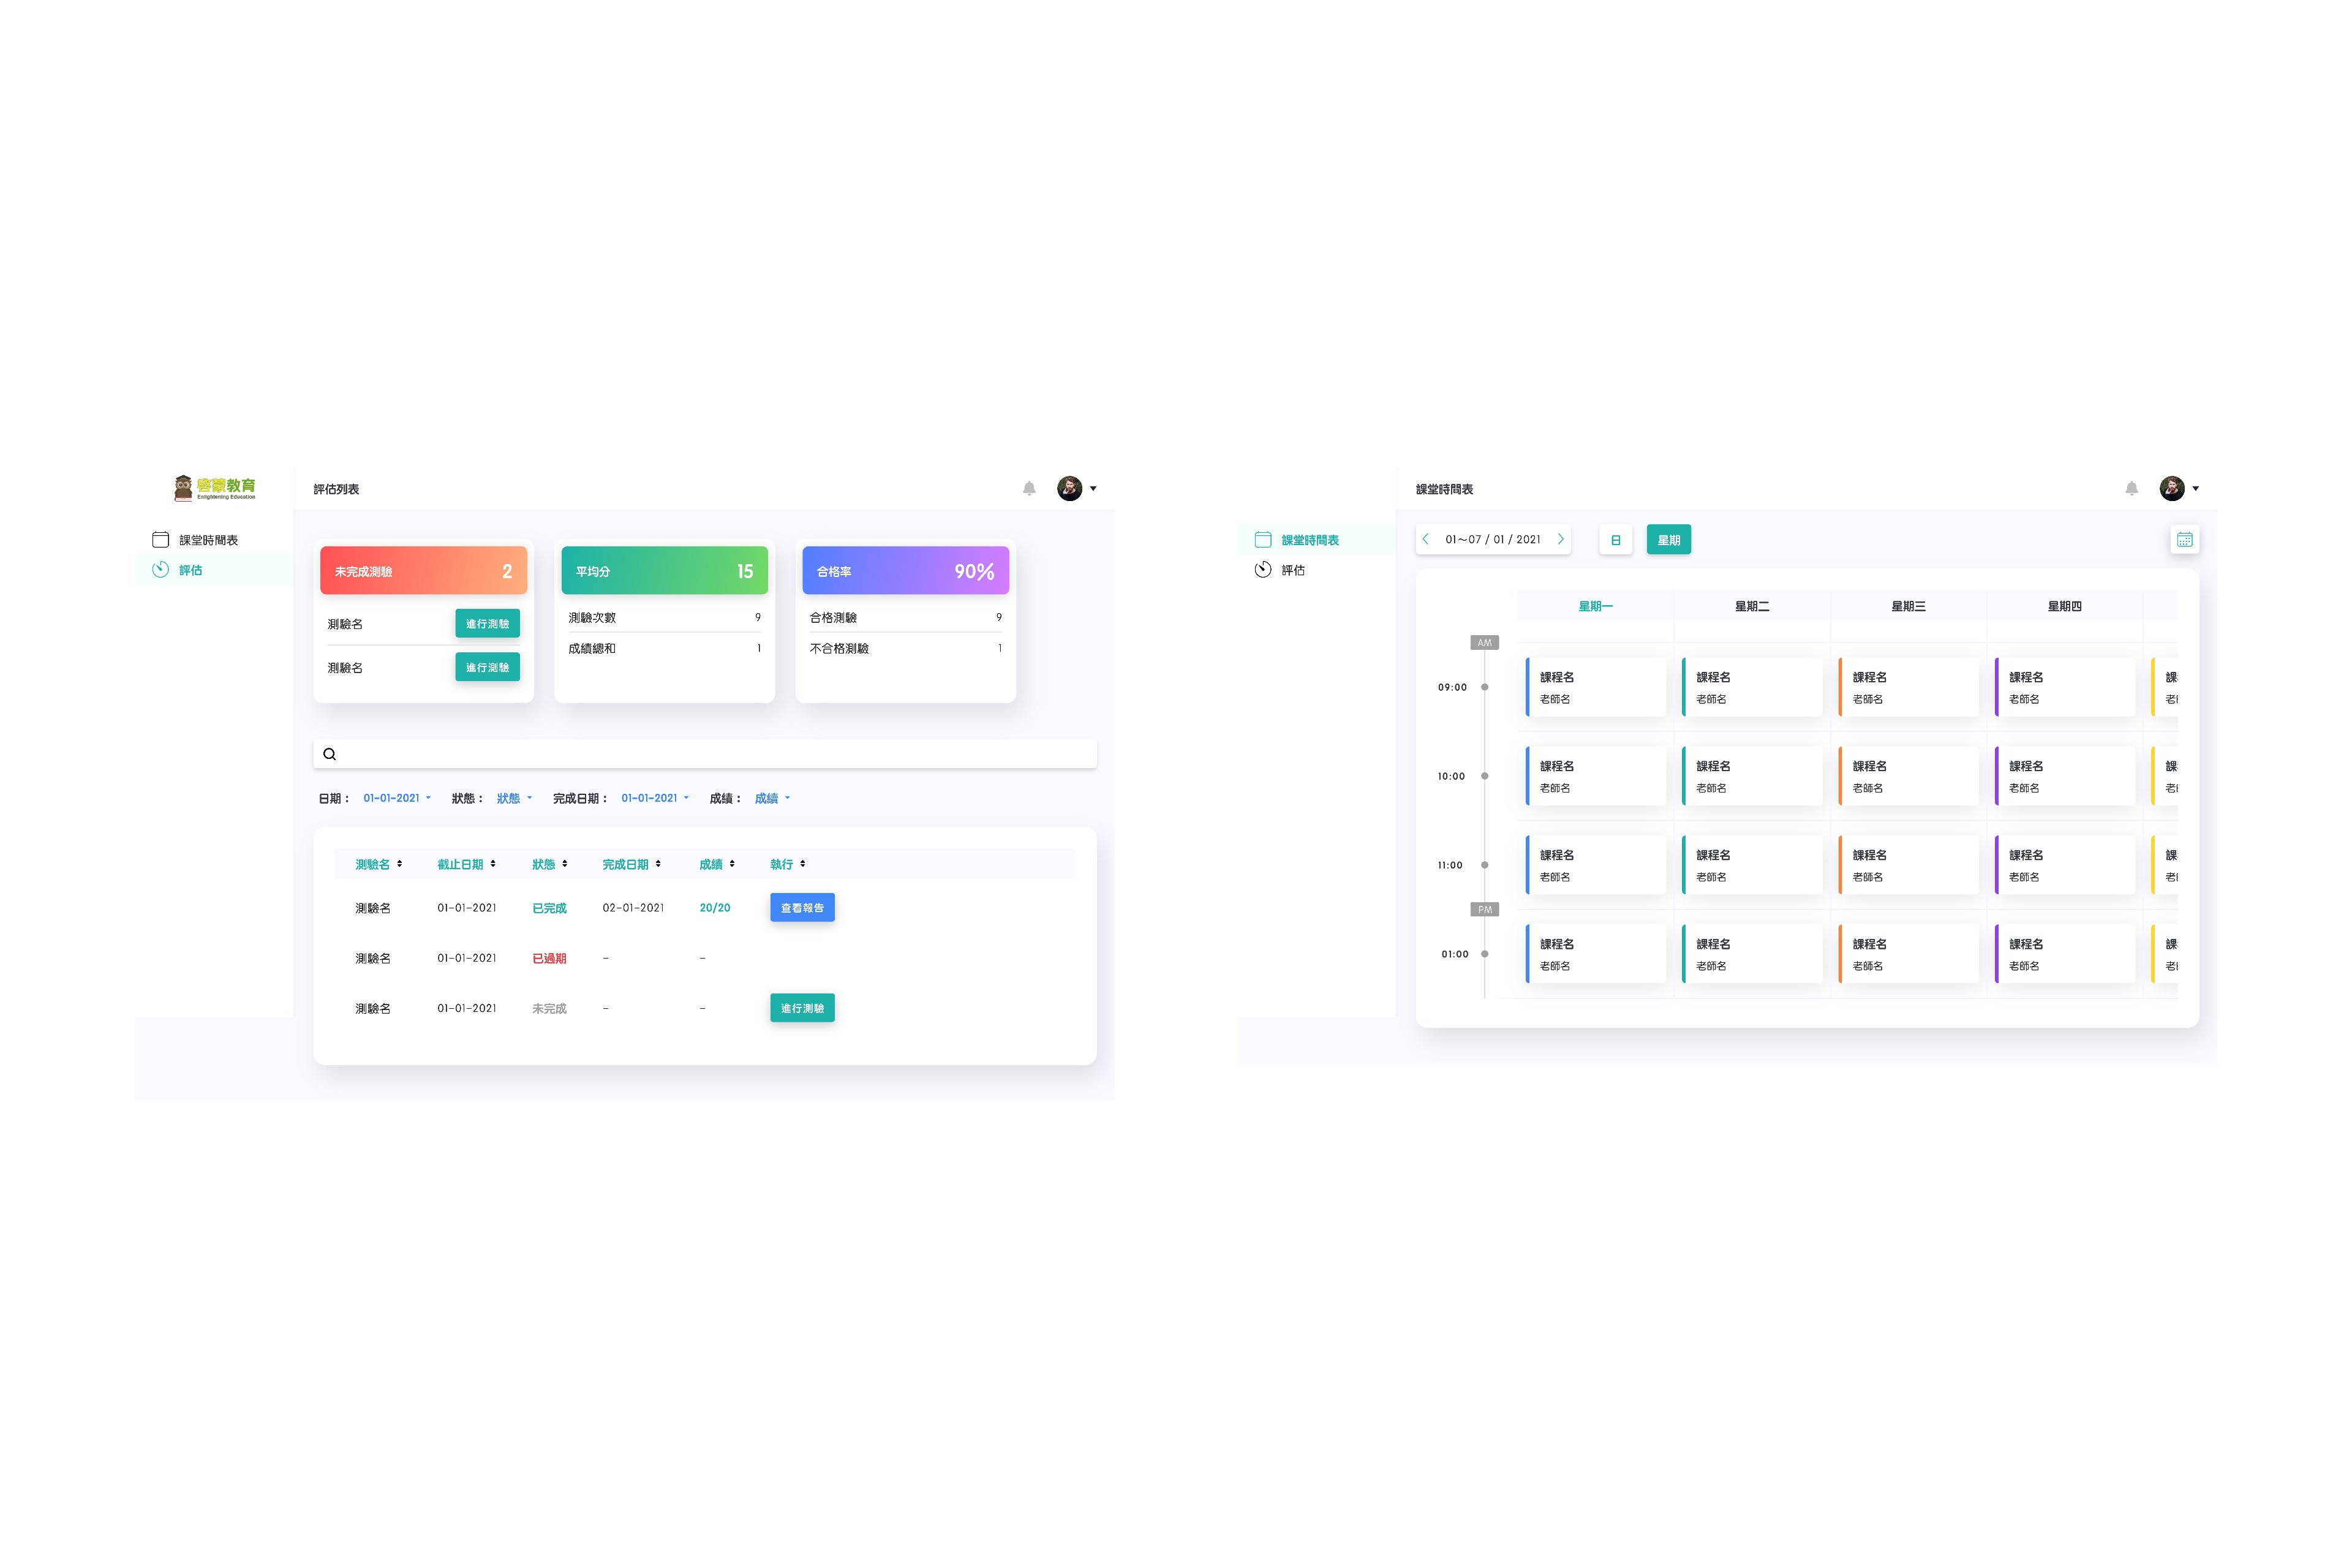 啓蒙教育
Enlightening Education
課堂時間表
評估
評估列表
未完成測驗 2
測驗名 進行測驗
測驗名 進行測驗
平均分 15
測驗次數 9
成績總和 1
合格率 90%
合格測驗 9
不合格測驗 1
日期： 01-01-2021 狀態： 狀態 完成日期： 01-01-2021 成績： 成績
測驗名 截止日期 狀態 完成日期 成績 執行
測驗名 01-01-2021 已完成 02-01-2021 20/20 查看報告
測驗名 01-01-2021 已過期 - -
測驗名 01-01-2021 未完成 - - 進行測驗
課堂時間表
評估
課堂時間表
01～07 / 01 / 2021 日 星期
星期一 星期二 星期三 星期四
AM
09:00 課程名 課程名 課程名 課程名 課
老師名 老師名 老師名 老師名 老
10:00 課程名 課程名 課程名 課程名 課
老師名 老師名 老師名 老師名 老
11:00 課程名 課程名 課程名 課程名 課
老師名 老師名 老師名 老師名 老
PM
01:00 課程名 課程名 課程名 課程名 課
老師名 老師名 老師名 老師名 老